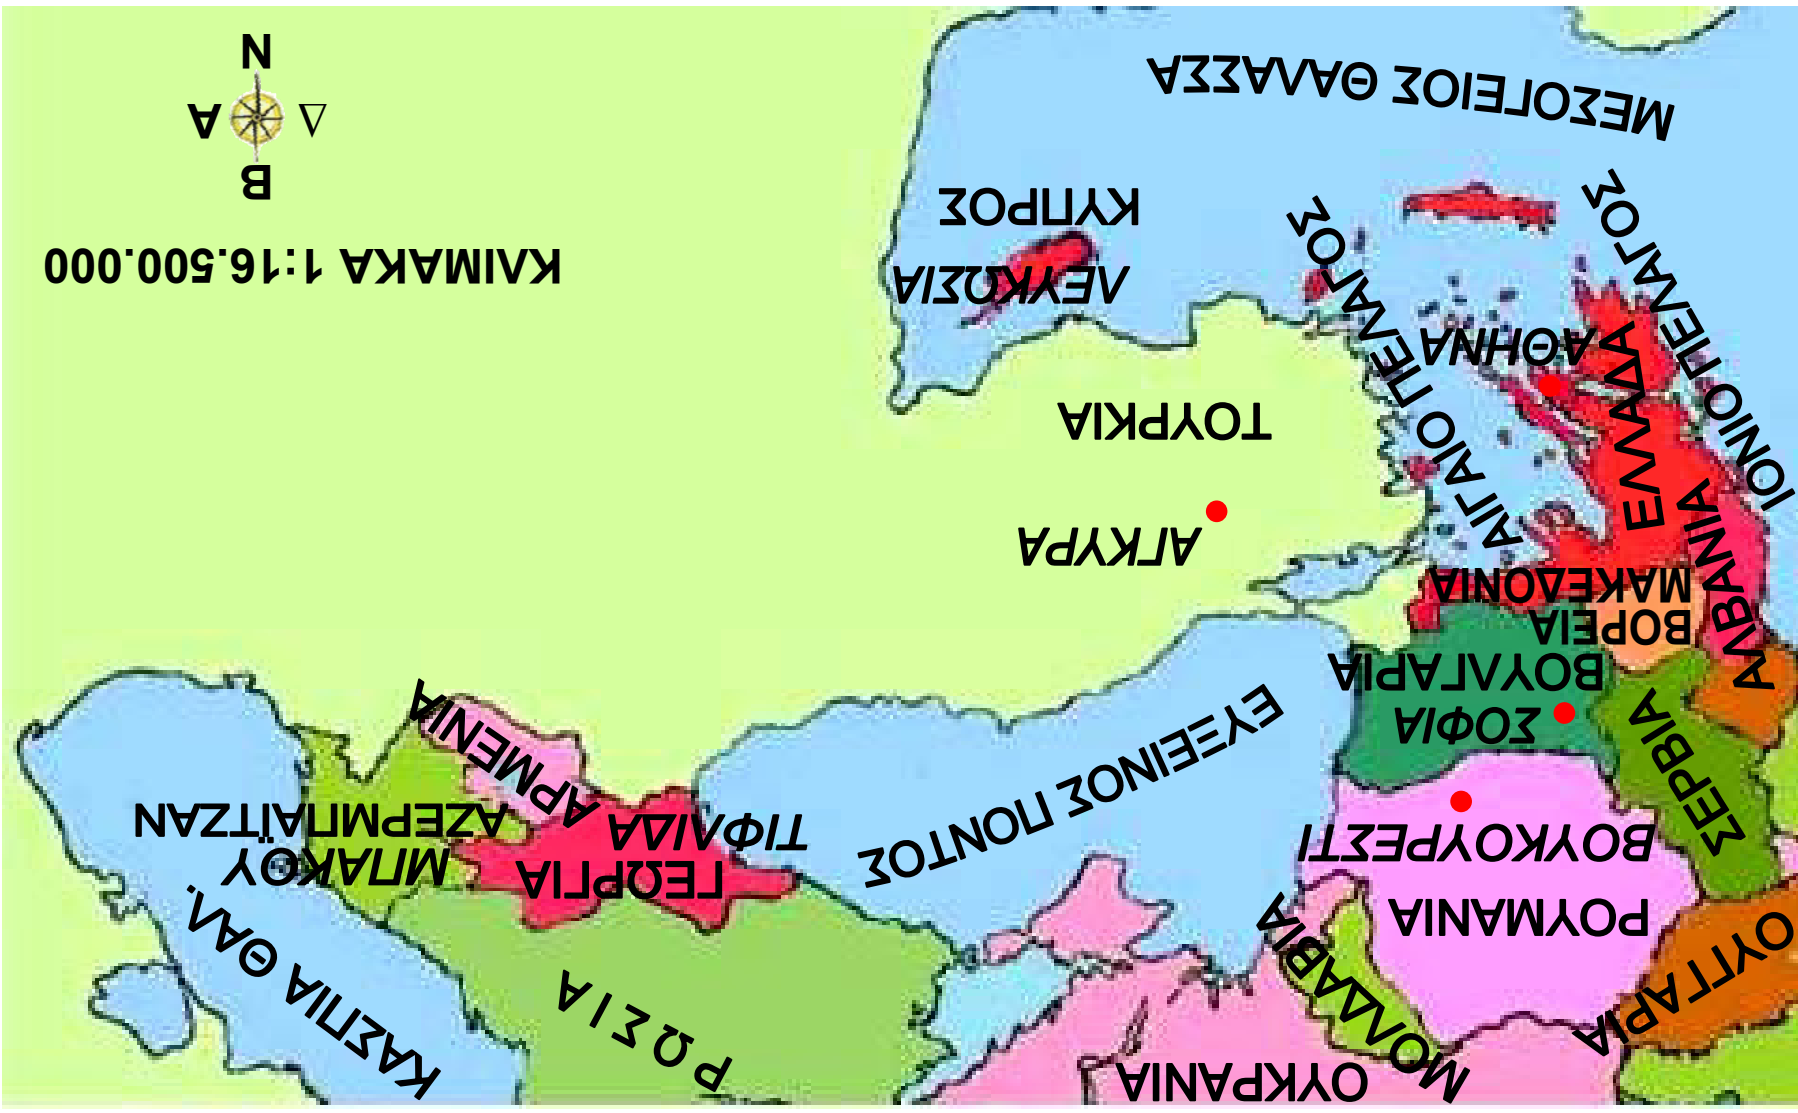 ΟΥΚΡΑΝΙΑ
ΜΟΛΔΑΒΙΑ
ΟΥΓΓΑΡΙΑ
ΡΩΣΙΑ
ΚΑΣΠΙΑ ΘΑΛ.
ΡΟΥΜΑΝΙΑ
ΒΟΥΚΟΥΡΕΣΤΙ
ΣΕΡΒΙΑ
ΕΥΞΕΙΝΟΣ ΠΟΝΤΟΣ
ΓΕΩΡΓΙΑ
ΤΙΦΛΙΔΑ
ΜΠΑΚΟΥ
ΑΖΕΡΜΠΑΪΤΖΑΝ
ΑΡΜΕΝΙΑ
ΣΟΦΙΑ
ΒΟΥΛΓΑΡΙΑ
ΑΛΒΑΝΙΑ
ΒΟΡΕΙΑ
ΜΑΚΕΔΟΝΙΑ
ΑΓΚΥΡΑ
ΤΟΥΡΚΙΑ
ΕΛΛΑΔΑ
ΑΘΗΝΑ
ΙΟΝΙΟ ΠΕΛΑΓΟΣ
ΑΙΓΑΙΟ ΠΕΛΑΓΟΣ
ΛΕΥΚΩΣΙΑ
ΚΥΠΡΟΣ
ΚΛΙΜΑΚΑ 1:16.500.000
Β
Δ
Α
Ν
ΜΕΣΟΓΕΙΟΣ ΘΑΛΑΣΣΑ